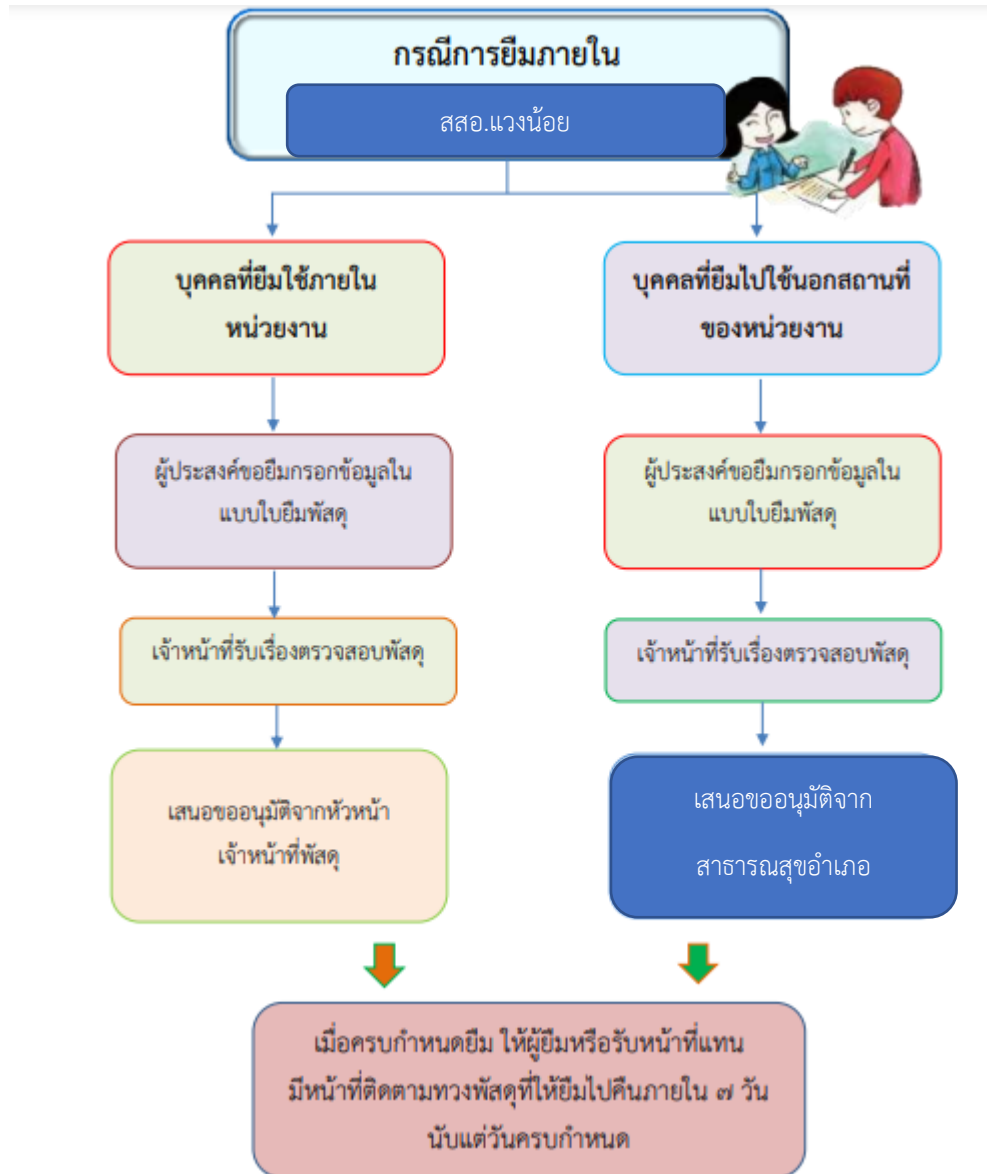 กรณีการยืมภายใน
สสอ.แวงน้อย
บุคคลที่ยืมใช้ภายใน
หน่วยงาน
บุคคลที่ยืมไปใช้นอกสถานที่
ของหน่วยงาน
ผู้ประสงค์ขอยืมกรอกข้อมูลใน
แบบใบยืมพัสดุ
ผู้ประสงค์ขอยืมกรอกข้อมูลใน
แบบใบยืมพัสดุ
เจ้าหน้าที่รับเรื่องตรวจสอบพัสดุ
เจ้าหน้าที่รับเรื่องตรวจสอบพัสดุ
เสนอขออนุมัติจากหัวหน้า
เจ้าหน้าที่พัสดุ
เสนอขออนุมัติจาก
สาธารณสุขอำเภอ
เมื่อครบกำหนดยืม ให้ผู้ยืมหรือรับหน้าที่แทน
มีหน้าที่ติดตามทวงพัสดุที่ให้ยืมไปคืนภายใน ๗ วัน
นับแต่วันครบกำหนด